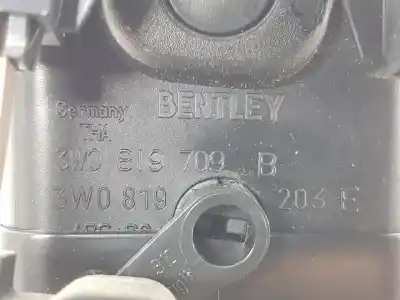 Germany BENTLEY
THA
3W0 819 709 B
3W0 819 203 E